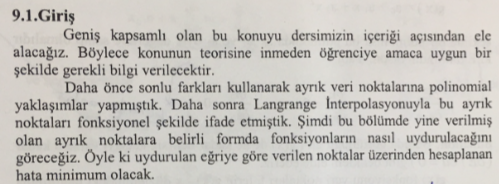 9.1.Giriş
Geniş kapsamlı olan bu konuyu dersimizin içeriği açısından ele
alacağız. Böylece konunun teorisine inmeden öğrenciye amaca uygun bir
şekilde gerekli bilgi verilecektir.
Daha önce sonlu farkları kullanarak ayrık veri noktalarına polinomial
yaklaşımlar yapmıştık. Daha sonra Langrange İnterpolasyonuyla bu ayrık
noktaları fonksiyonel şekilde ifade etmiştik. Şimdi bu bölümde yine verilmiş
olan ayrık noktalara belirli formda fonksiyonların nasıl uydurulacağını
göreceğiz. Öyle ki uydurulan eğriye göre verilen noktalar üzerinden hesaplanan
hata minimum olacak.